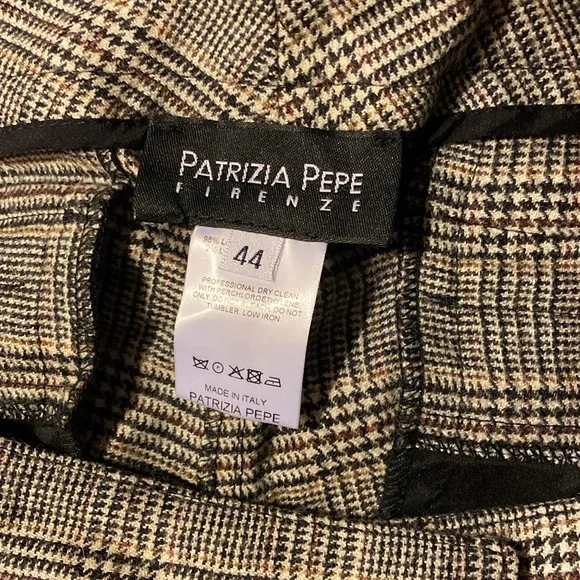 PATRIZIA PEPE
FIRENZE
44
PROFESSIONAL DRY CLEAN
WITH PERCHLOROETHYLENE
ONLY. DO NOT BLEACH. DO NOT
TUMBLER. LOW IRON
MADE IN ITALY
PATRIZIA PEPE